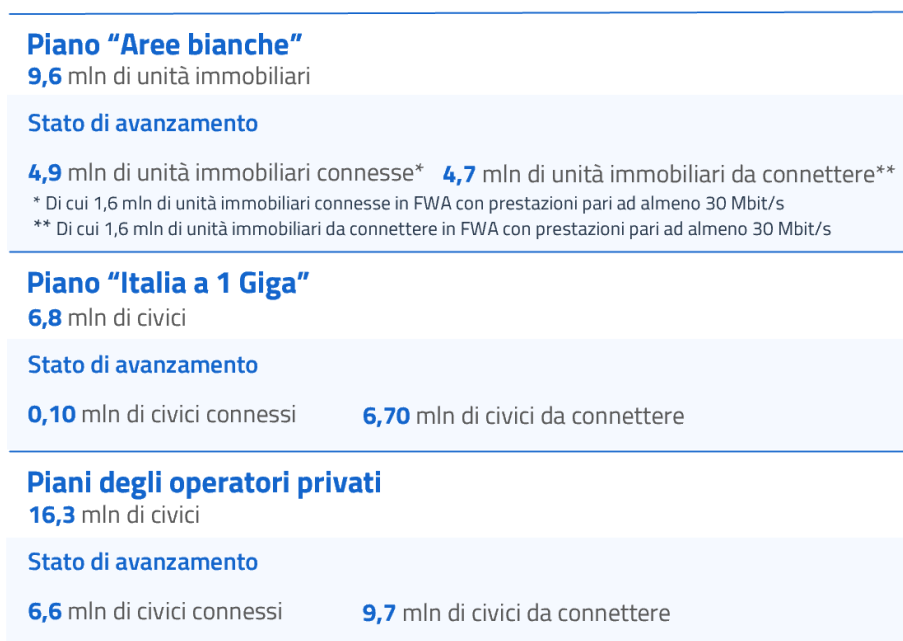 Piano “Aree bianche”
9,6 mln di unità immobiliari
Stato di avanzamento
4,9 mln di unità immobiliari connesse* 4,7 mln di unità immobiliari da connettere**
* Di cui 1,6 mln di unità immobiliari connesse in FWA con prestazioni pari ad almeno 30 Mbit/s
** Di cui 1,6 mln di unità immobiliari da connettere in FWA con prestazioni pari ad almeno 30 Mbit/s
Piano “Italia a 1 Giga”
6,8 mln di civici
Stato di avanzamento
0,10 mln di civici connessi 6,70 mln di civici da connettere
Piani degli operatori privati
16,3 mln di civici
Stato di avanzamento
6,6 mln di civici connessi 9,7 mln di civici da connettere